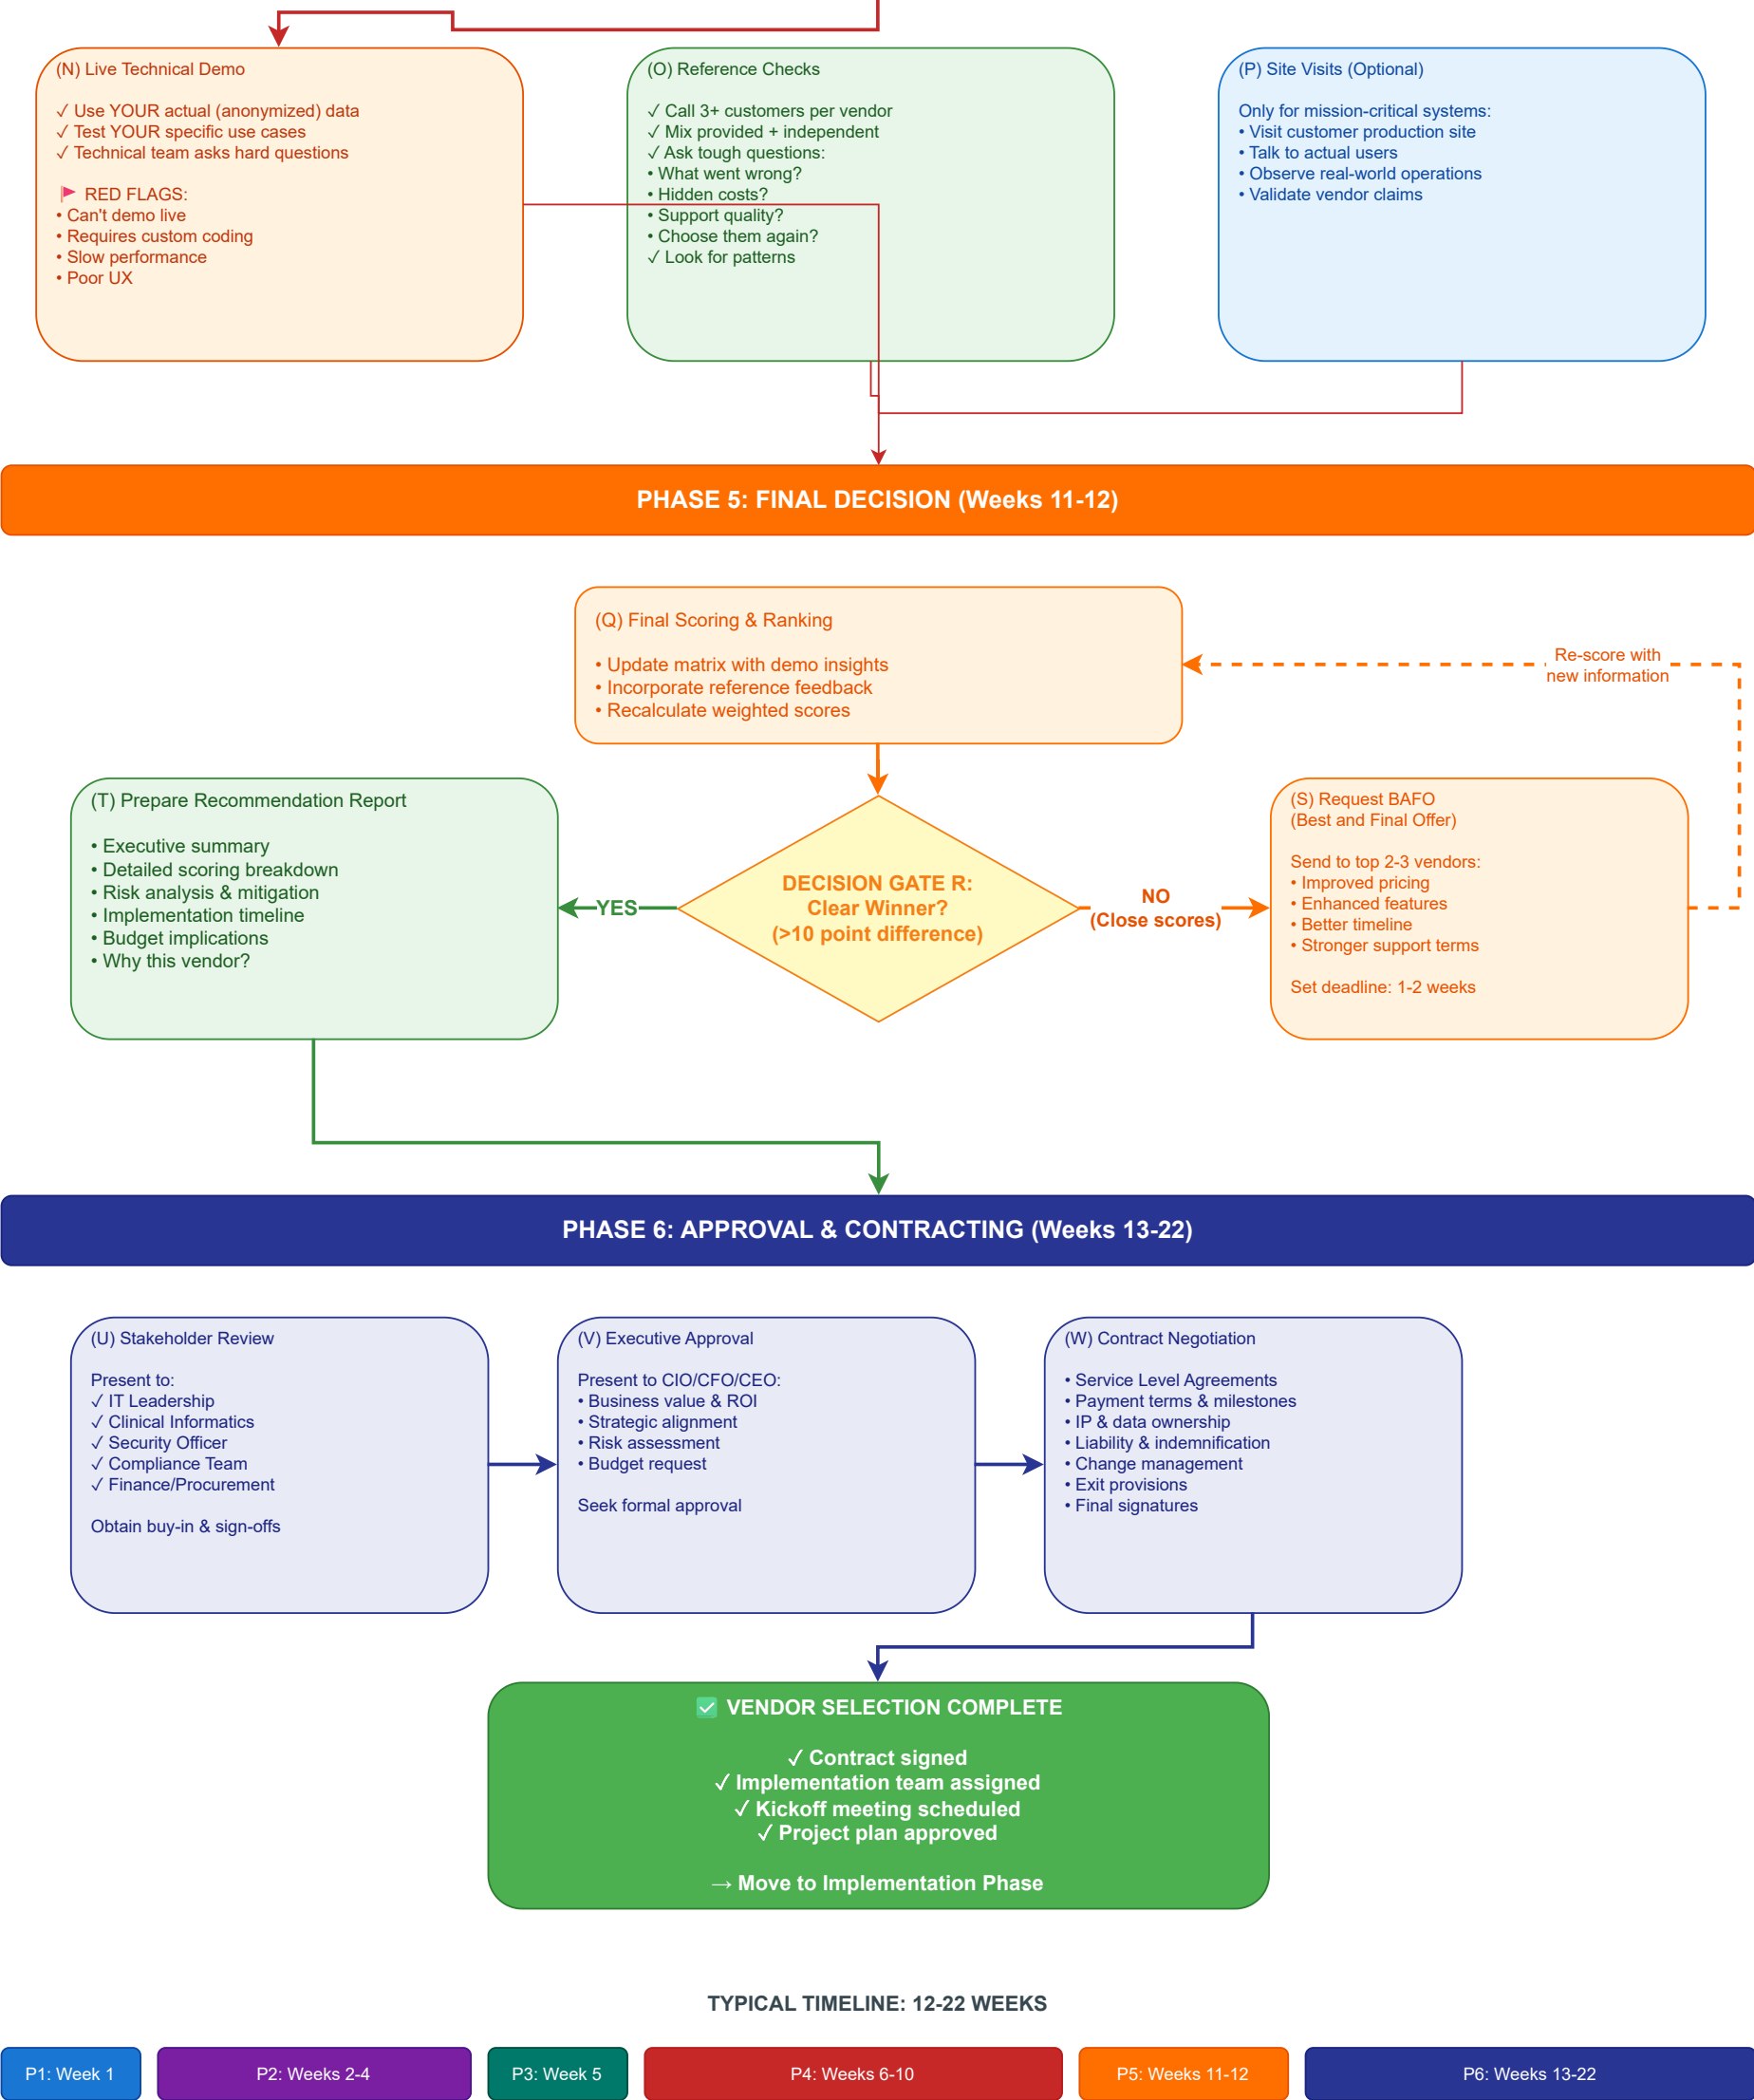 (N) Live Technical Demo
✓ Use YOUR actual (anonymized) data
✓ Test YOUR specific use cases
✓ Technical team asks hard questions
🚩 RED FLAGS:
• Can't demo live
• Requires custom coding
• Slow performance
• Poor UX
(O) Reference Checks
✓ Call 3+ customers per vendor
✓ Mix provided + independent
✓ Ask tough questions:
• What went wrong?
• Hidden costs?
• Support quality?
• Choose them again?
✓ Look for patterns
(P) Site Visits (Optional)
Only for mission-critical systems:
• Visit customer production site
• Talk to actual users
• Observe real-world operations
• Validate vendor claims
PHASE 5: FINAL DECISION (Weeks 11-12)
(Q) Final Scoring & Ranking
• Update matrix with demo insights
• Incorporate reference feedback
• Recalculate weighted scores
Re-score with
new information
(T) Prepare Recommendation Report
• Executive summary
• Detailed scoring breakdown
• Risk analysis & mitigation
• Implementation timeline
• Budget implications
• Why this vendor?
YES
DECISION GATE R:
Clear Winner?
(>10 point difference)
NO
(Close scores)
(S) Request BAFO
(Best and Final Offer)
Send to top 2-3 vendors:
• Improved pricing
• Enhanced features
• Better timeline
• Stronger support terms
Set deadline: 1-2 weeks
PHASE 6: APPROVAL & CONTRACTING (Weeks 13-22)
(U) Stakeholder Review
Present to:
✓ IT Leadership
✓ Clinical Informatics
✓ Security Officer
✓ Compliance Team
✓ Finance/Procurement
Obtain buy-in & sign-offs
(V) Executive Approval
Present to CIO/CFO/CEO:
• Business value & ROI
• Strategic alignment
• Risk assessment
• Budget request
Seek formal approval
(W) Contract Negotiation
• Service Level Agreements
• Payment terms & milestones
• IP & data ownership
• Liability & indemnification
• Change management
• Exit provisions
• Final signatures
✅ VENDOR SELECTION COMPLETE
✓ Contract signed
✓ Implementation team assigned
✓ Kickoff meeting scheduled
✓ Project plan approved
→ Move to Implementation Phase
TYPICAL TIMELINE: 12-22 WEEKS
P1: Week 1
P2: Weeks 2-4
P3: Week 5
P4: Weeks 6-10
P5: Weeks 11-12
P6: Weeks 13-22